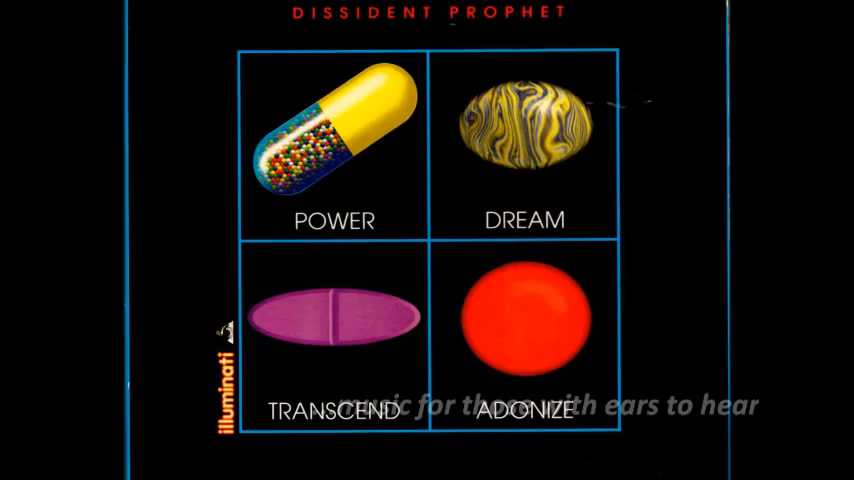 DISSIDENT PROPHET
POWER
DREAM
TRANSCEND
ADONIZE
music for those with ears to hear
illuminati